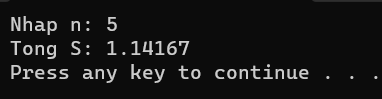 Nhap n: 5
Tong S: 1.14167
Press any key to continue . . .